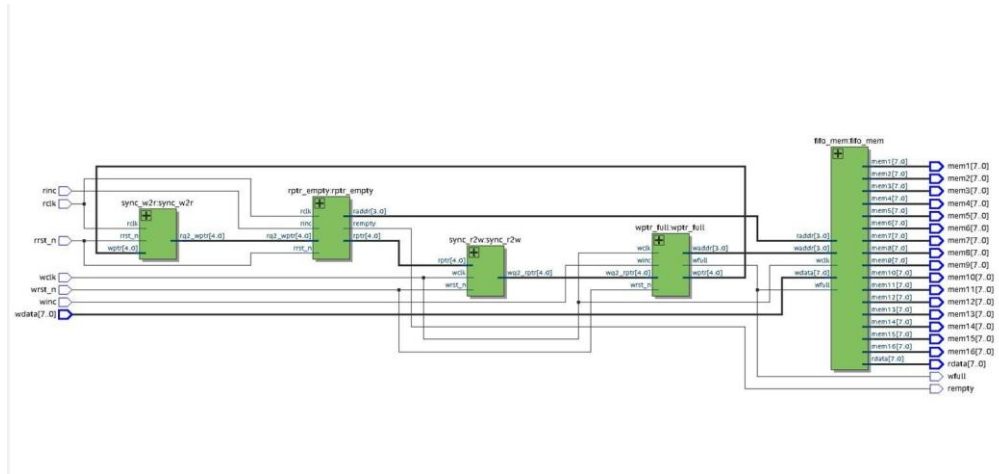 rinc
rclk
rrst_n
wclk
wrst_n
winc
wdata[7..0]
sync_w2r:sync_w2r
rclk
rrst_n
wptr[4..0]
rq2_wptr[4..0]
rptr_empty:rptr_empty
rclk
rinc
rq2_wptr[4..0]
rrst_n
raddr[3..0]
rempty
rptr[4..0]
sync_r2w:sync_r2w
rptr[4..0]
wclk
wrst_n
wq2_rptr[4..0]
wptr_full:wptr_full
wclk
winc
wq2_rptr[4..0]
wrst_n
waddr[3..0]
wfull
wptr[4..0]
fifo_mem:fifo_mem
raddr[3..0]
waddr[3..0]
wclk
wdata[7..0]
wfull
mem1[7..0]
mem2[7..0]
mem3[7..0]
mem4[7..0]
mem5[7..0]
mem6[7..0]
mem7[7..0]
mem8[7..0]
mem9[7..0]
mem10[7..0]
mem11[7..0]
mem12[7..0]
mem13[7..0]
mem14[7..0]
mem15[7..0]
mem16[7..0]
rdata[7..0]
mem1[7..0]
mem2[7..0]
mem3[7..0]
mem4[7..0]
mem5[7..0]
mem6[7..0]
mem7[7..0]
mem8[7..0]
mem9[7..0]
mem10[7..0]
mem11[7..0]
mem12[7..0]
mem13[7..0]
mem14[7..0]
mem15[7..0]
mem16[7..0]
rdata[7..0]
wfull
rempty